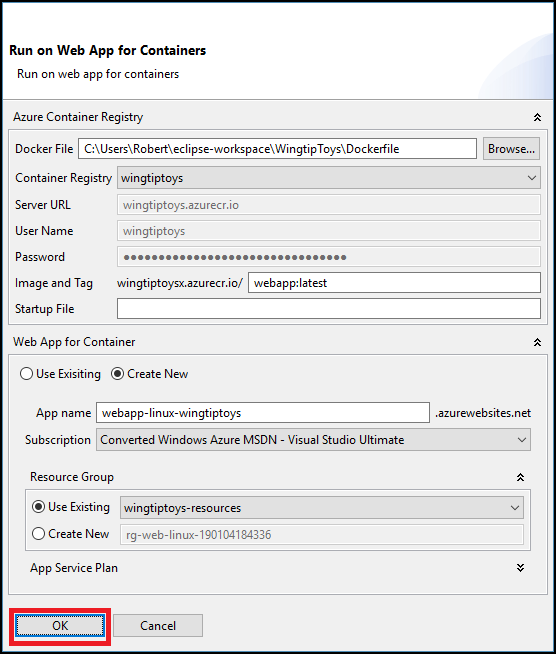 Run on Web App for Containers
Run on web app for containers
Azure Container Registry
Docker File C:\Users\Robert\eclipse-workspace\WingtipToys\Dockerfile Browse...
Container Registry wingtiptoys
Server URL wingtiptoys.azurecr.io
User Name wingtiptoys
Password ●●●●●●●●●●●●●●●●●●●●●●●●●●●●●●●●
Image and Tag wingtiptoysx.azurecr.io/ webapp:latest
Startup File
Web App for Container
Use Exisiting Create New
App name webapp-linux-wingtiptoys .azurewebsites.net
Subscription Converted Windows Azure MSDN - Visual Studio Ultimate
Resource Group
Use Existing wingtiptoys-resources
Create New rg-web-linux-190104184336
App Service Plan
OK Cancel